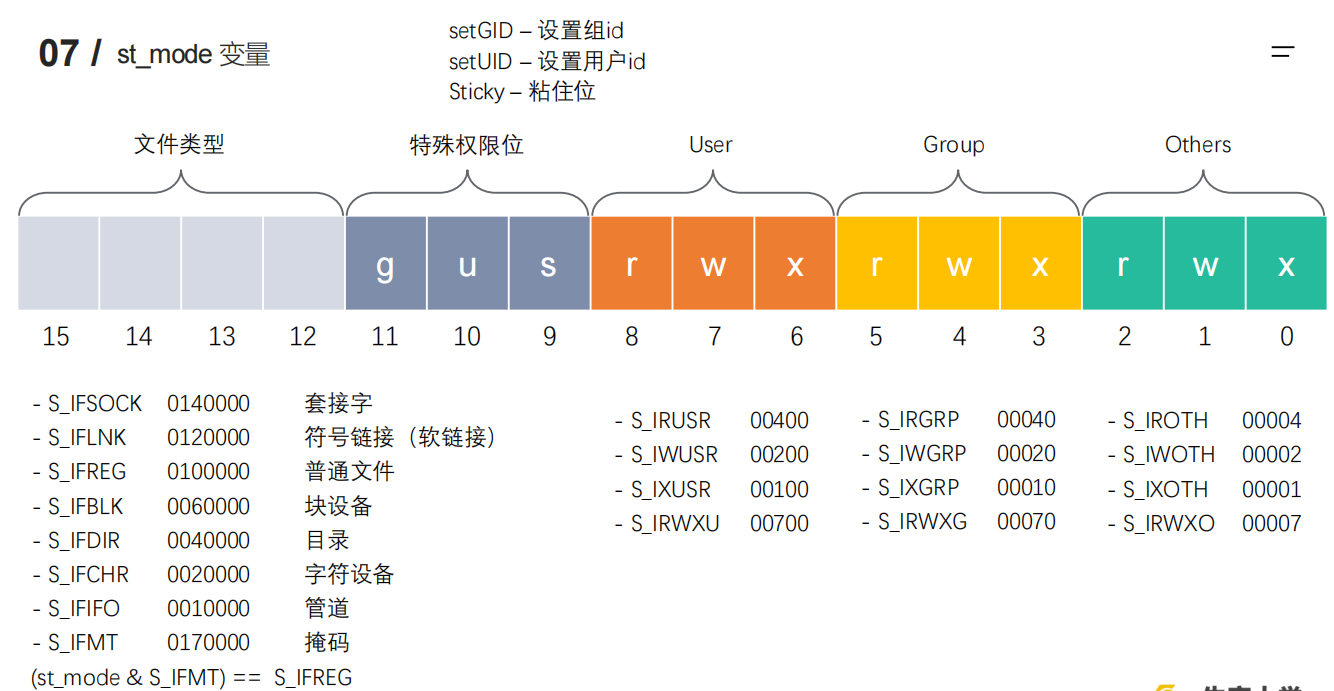 07 / st_mode 变量
setGID – 设置组id
setUID – 设置用户id
Sticky – 粘住位
文件类型 特殊权限位 User Group Others
g u s r w x r w x r w x
15 14 13 12 11 10 9 8 7 6 5 4 3 2 1 0
- S_IFSOCK 0140000 套接字
- S_IFLNK 0120000 符号链接（软链接）
- S_IFREG 0100000 普通文件
- S_IFBLK 0060000 块设备
- S_IFDIR 0040000 目录
- S_IFCHR 0020000 字符设备
- S_IFIFO 0010000 管道
- S_IFMT 0170000 掩码
(st_mode & S_IFMT) == S_IFREG
- S_IRUSR 00400
- S_IWUSR 00200
- S_IXUSR 00100
- S_IRWXU 00700
- S_IRGRP 00040
- S_IWGRP 00020
- S_IXGRP 00010
- S_IRWXG 00070
- S_IROTH 00004
- S_IWOTH 00002
- S_IXOTH 00001
- S_IRWXO 00007